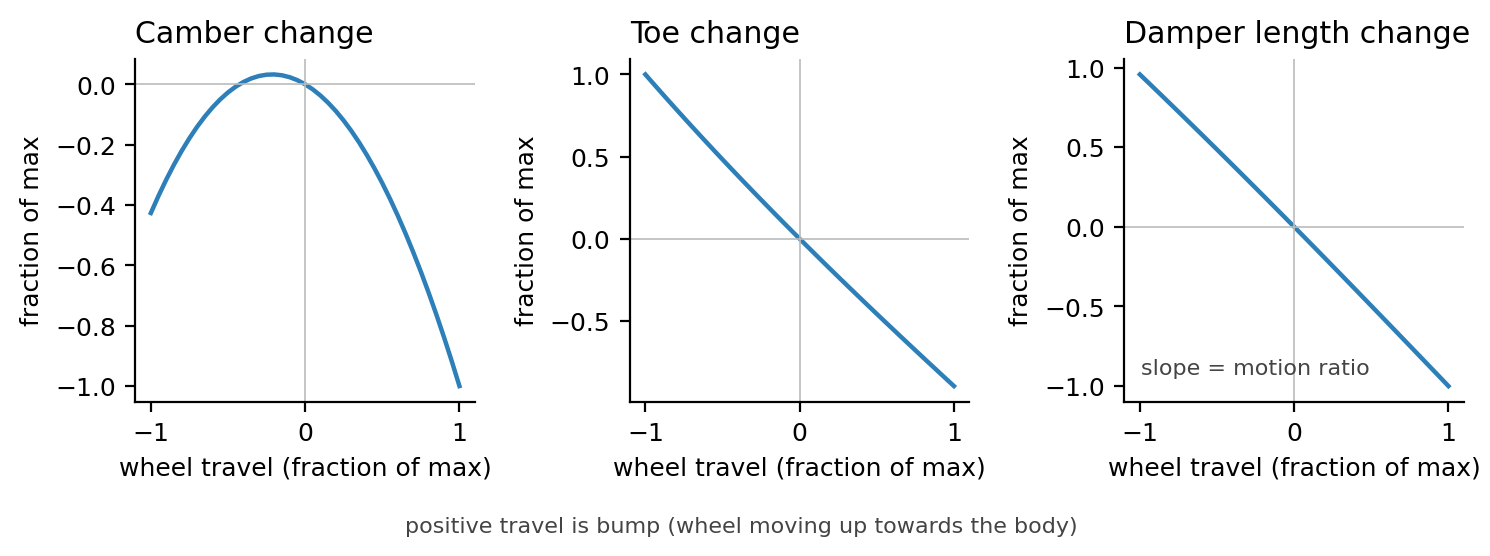 Camber change
0.0
−0.2
−0.4
−0.6
−0.8
−1.0
fraction of max
−1 0 1
wheel travel (fraction of max)
Toe change
1.0
0.5
0.0
−0.5
fraction of max
−1 0 1
wheel travel (fraction of max)
Damper length change
1.0
0.5
0.0
−0.5
−1.0
fraction of max
slope = motion ratio
−1 0 1
wheel travel (fraction of max)
positive travel is bump (wheel moving up towards the body)